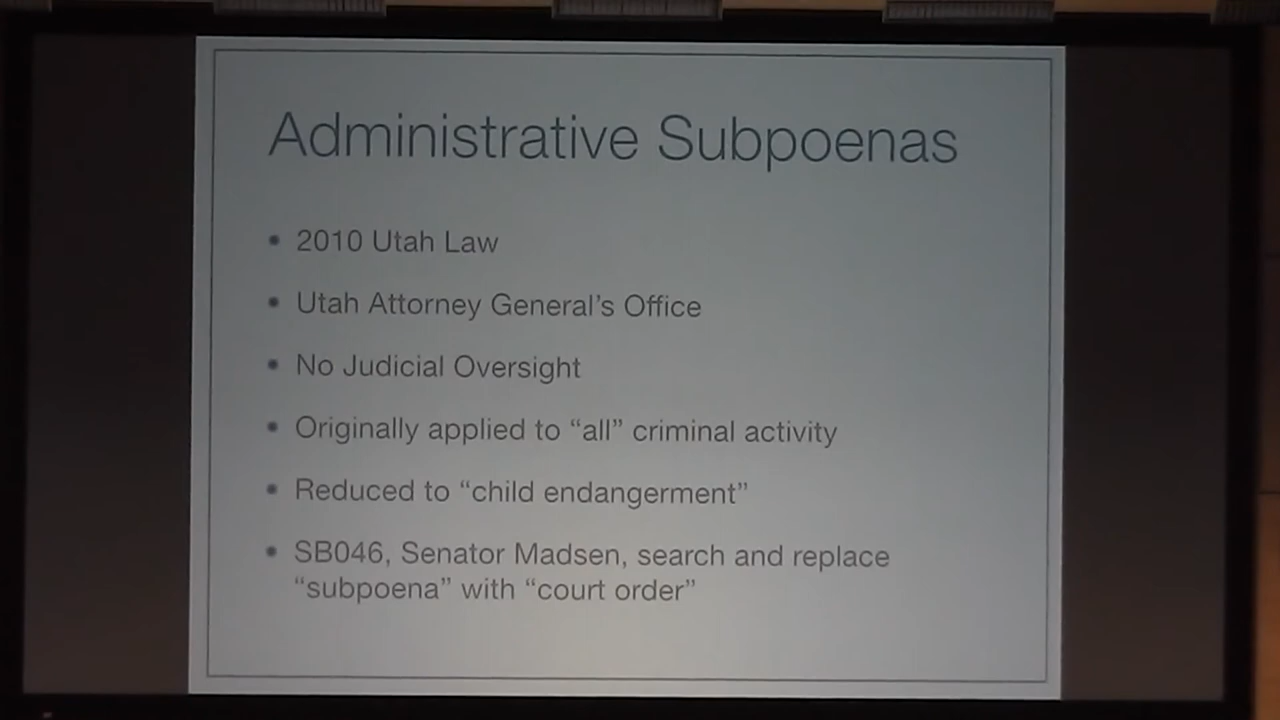 Administrative Subpoenas
• 2010 Utah Law
• Utah Attorney General’s Office
• No Judicial Oversight
• Originally applied to “all” criminal activity
• Reduced to “child endangerment”
• SB046, Senator Madsen, search and replace
“subpoena” with “court order”